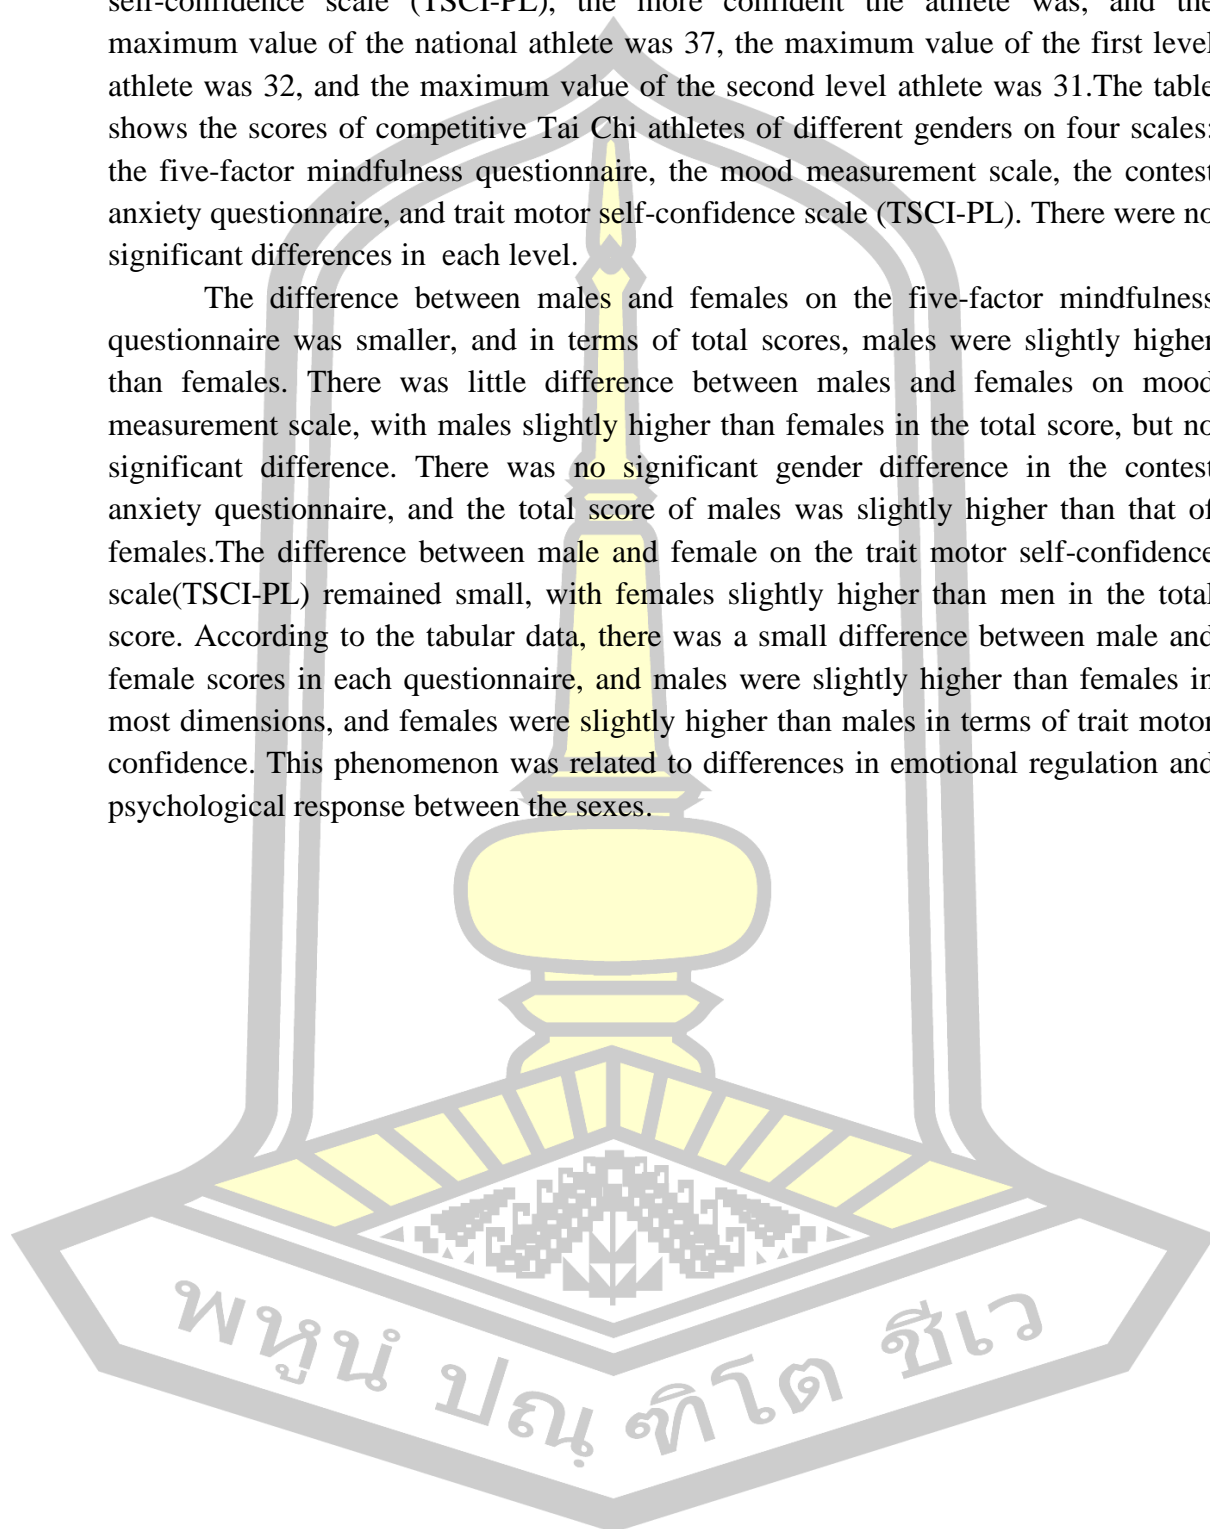 self-confidence scale (TSCI-PL), the more confident the athlete was, and the
maximum value of the national athlete was 37, the maximum value of the first level
athlete was 32, and the maximum value of the second level athlete was 31.The table
shows the scores of competitive Tai Chi athletes of different genders on four scales:
the five-factor mindfulness questionnaire, the mood measurement scale, the contest
anxiety questionnaire, and trait motor self-confidence scale (TSCI-PL). There were no
significant differences in each level.
The difference between males and females on the five-factor mindfulness
questionnaire was smaller, and in terms of total scores, males were slightly higher
than females. There was little difference between males and females on mood
measurement scale, with males slightly higher than females in the total score, but no
significant difference. There was no significant gender difference in the contest
anxiety questionnaire, and the total score of males was slightly higher than that of
females.The difference between male and female on the trait motor self-confidence
scale(TSCI-PL) remained small, with females slightly higher than men in the total
score. According to the tabular data, there was a small difference between male and
female scores in each questionnaire, and males were slightly higher than females in
most dimensions, and females were slightly higher than males in terms of trait motor
confidence. This phenomenon was related to differences in emotional regulation and
psychological response between the sexes.
พหูนํ ปณฺฑิโต ชีเว